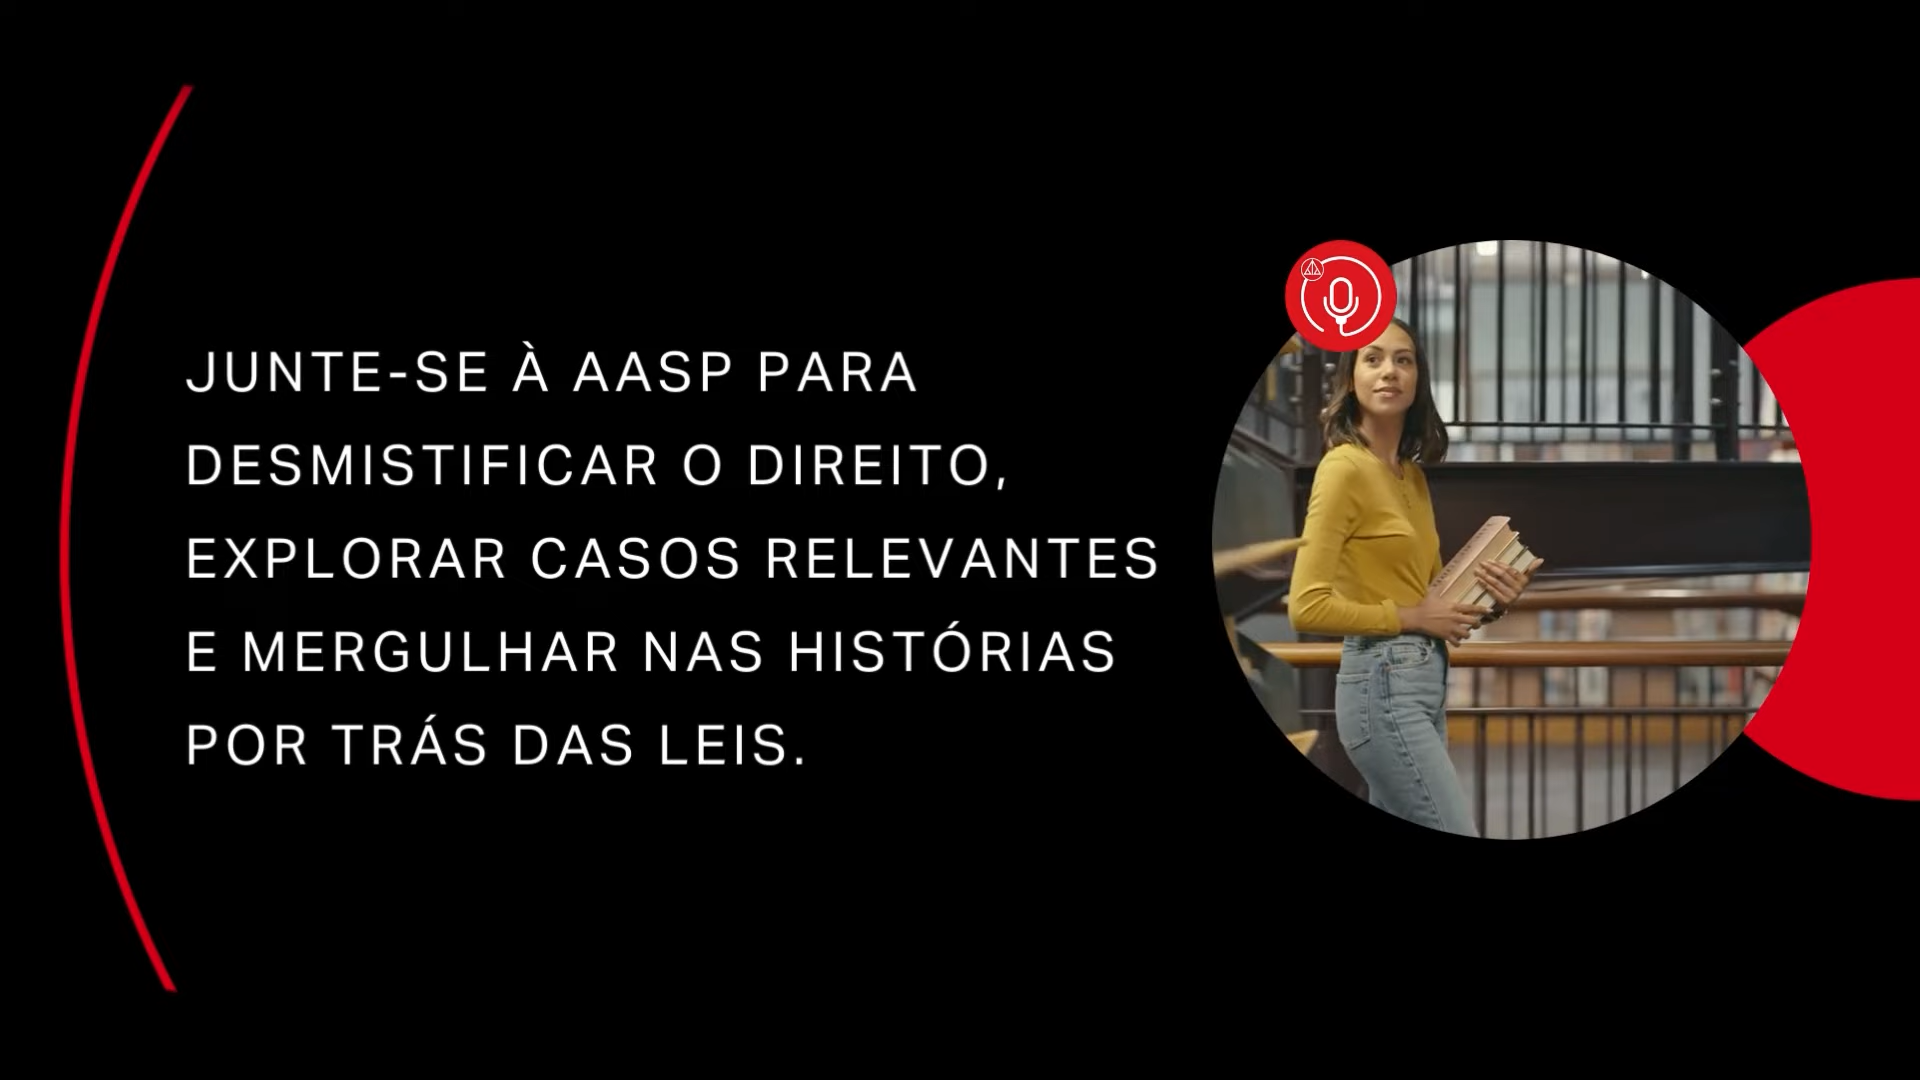 JUNTE-SE À AASP PARA
DESMISTIFICAR O DIREITO,
EXPLORAR CASOS RELEVANTES
E MERGULHAR NAS HISTÓRIAS
POR TRÁS DAS LEIS.